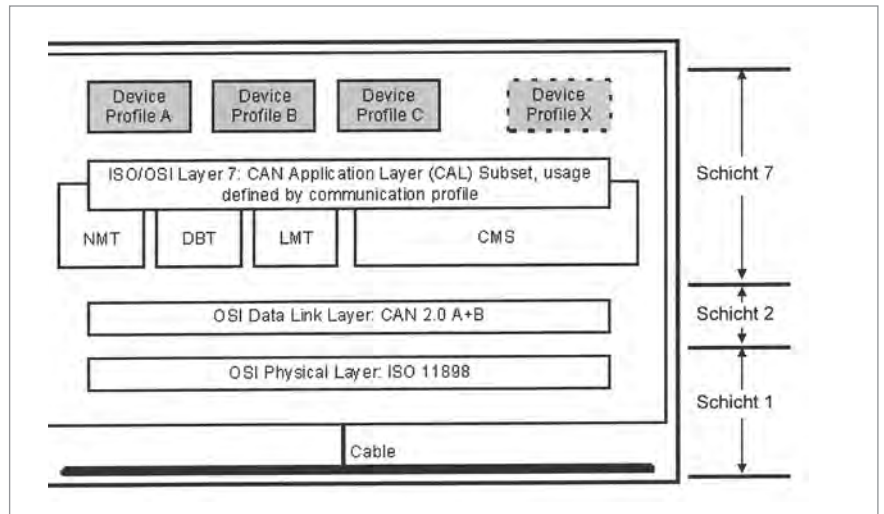 Device
Profile A
Device
Profile B
Device
Profile C
Device
Profile X
ISO/OSI Layer 7: CAN Application Layer (CAL) Subset, usage
defined by communication profile
NMT
DBT
LMT
CMS
Schicht 7
OSI Data Link Layer: CAN 2.0 A+B
Schicht 2
OSI Physical Layer: ISO 11898
Schicht 1
Cable